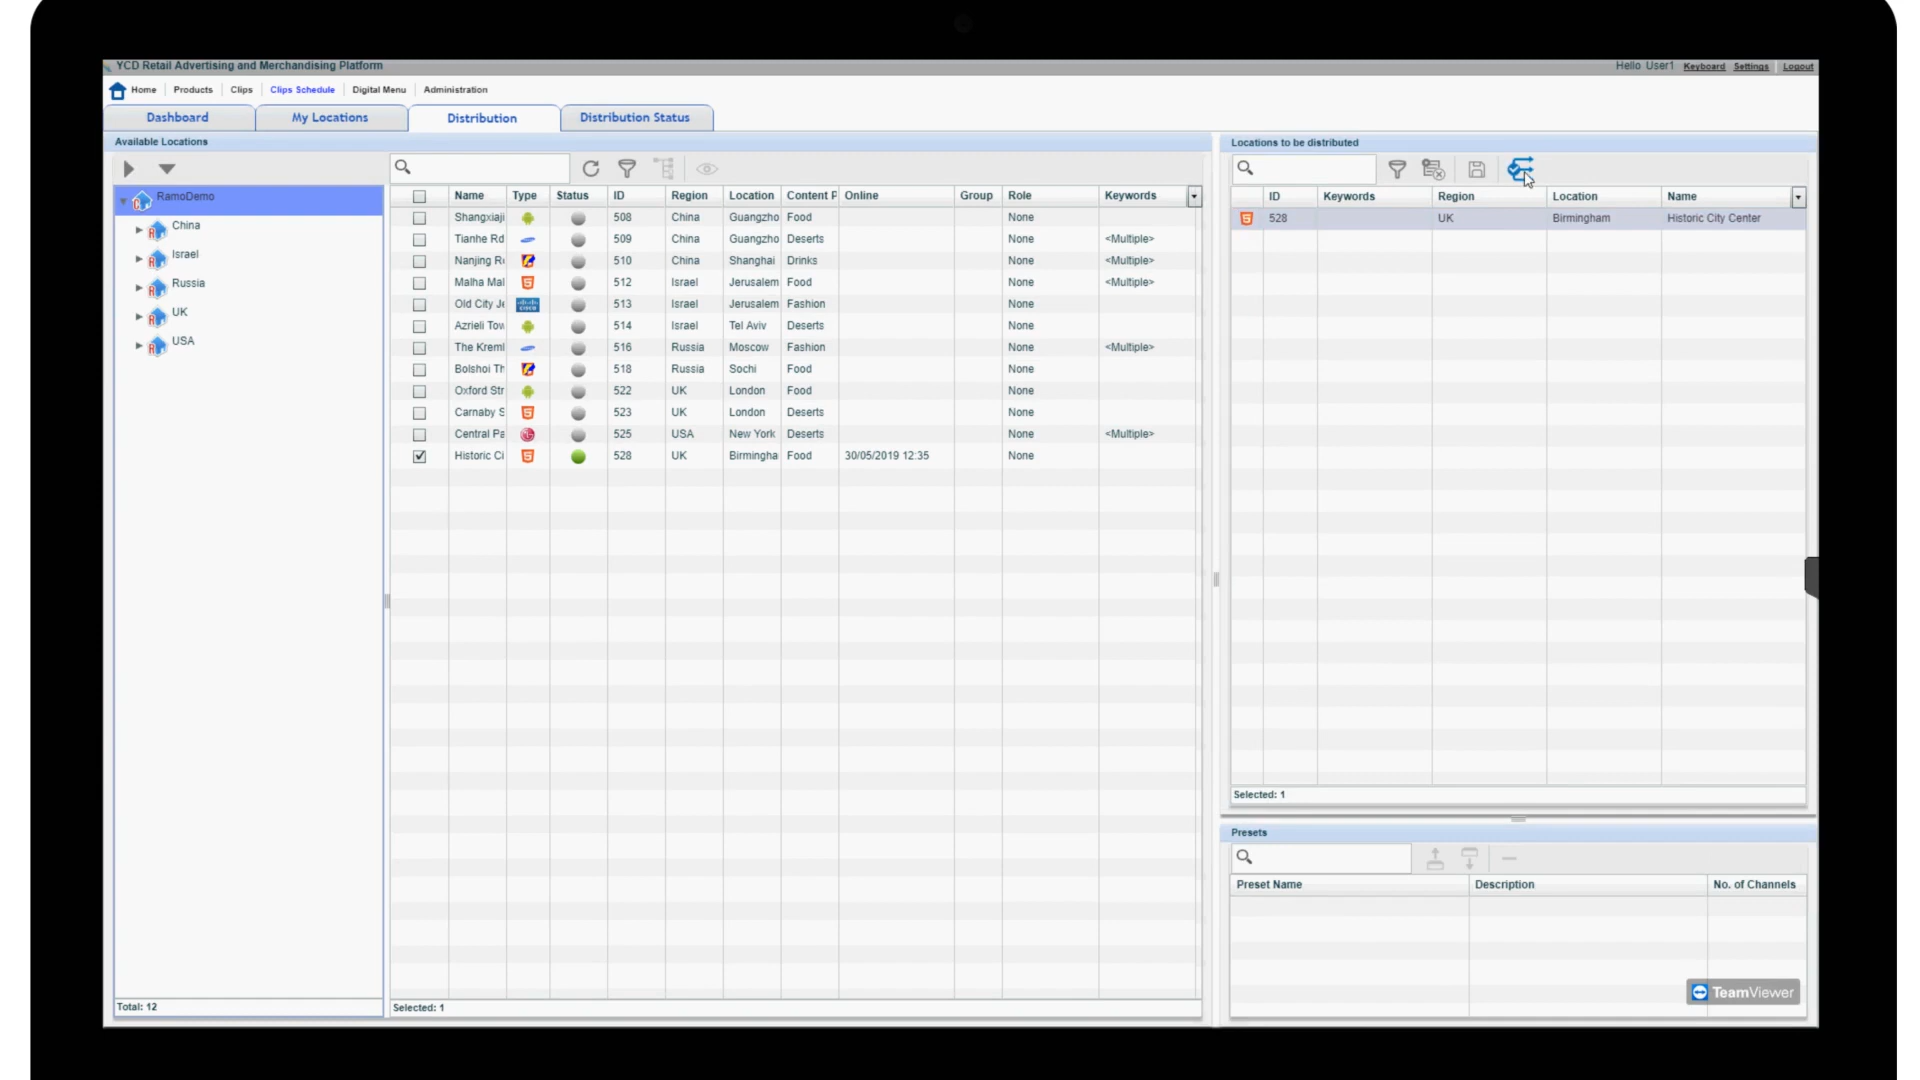 YCD Retail Advertising and Merchandising Platform
Hello User1 Keyboard Settings Logout
Home Products Clips Clips Schedule Digital Menu Administration
Dashboard My Locations Distribution Distribution Status
Available Locations
Locations to be distributed
RamoDemo
China
Israel
Russia
UK
USA
Total: 12
Name Type Status ID Region Location Content P Online Group Role Keywords
Shangxiaji 508 China Guangzho Food None
Tianhe Rd 509 China Guangzho Deserts None <Multiple>
Nanjing R 510 China Shanghai Drinks None <Multiple>
Malha Mal 512 Israel Jerusalem Food None <Multiple>
Old City Je 513 Israel Jerusalem Fashion None
Azrieli Tow 514 Israel Tel Aviv Deserts None
The Kreml 516 Russia Moscow Fashion None <Multiple>
Bolshoi Th 518 Russia Sochi Food None
Oxford Str 522 UK London Food None
Carnaby S 523 UK London Deserts None
Central Pa 525 USA New York Deserts None <Multiple>
Historic Ci 528 UK Birmingha Food 30/05/2019 12:35 None
Selected: 1
ID Keywords Region Location Name
528 UK Birmingham Historic City Center
Selected: 1
Presets
Preset Name Description No. of Channels
TeamViewer